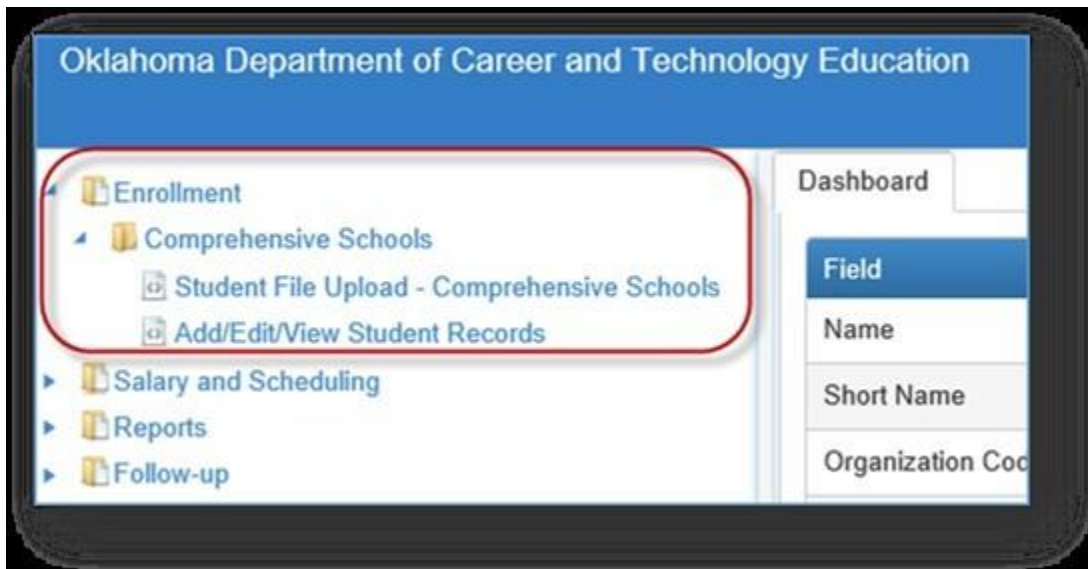 Oklahoma Department of Career and Technology Education
Enrollment
Comprehensive Schools
Student File Upload - Comprehensive Schools
Add/Edit/View Student Records
Salary and Scheduling
Reports
Follow-up
Dashboard
Field
Name
Short Name
Organization